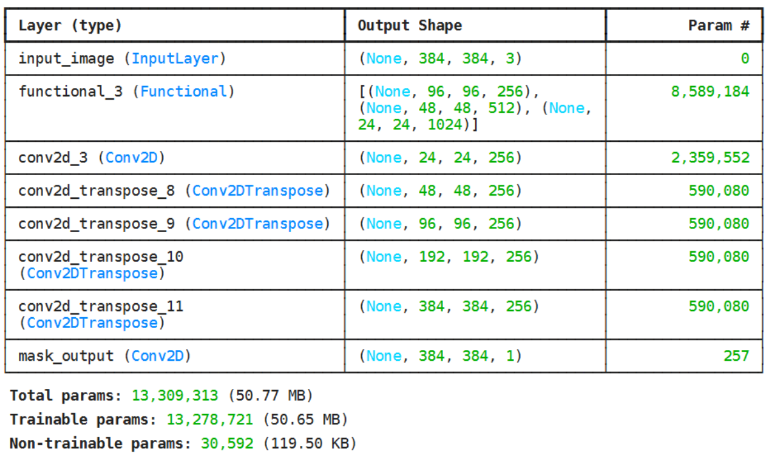 Layer (type) Output Shape Param #
input_image (InputLayer) (None, 384, 384, 3) 0
functional_3 (Functional) [(None, 96, 96, 256), 8,589,184
(None, 48, 48, 512), (None,
24, 24, 1024)]
conv2d_3 (Conv2D) (None, 24, 24, 256) 2,359,552
conv2d_transpose_8 (Conv2DTranspose) (None, 48, 48, 256) 590,080
conv2d_transpose_9 (Conv2DTranspose) (None, 96, 96, 256) 590,080
conv2d_transpose_10 (None, 192, 192, 256) 590,080
(Conv2DTranspose)
conv2d_transpose_11 (None, 384, 384, 256) 590,080
(Conv2DTranspose)
mask_output (Conv2D) (None, 384, 384, 1) 257
Total params: 13,309,313 (50.77 MB)
Trainable params: 13,278,721 (50.65 MB)
Non-trainable params: 30,592 (119.50 KB)